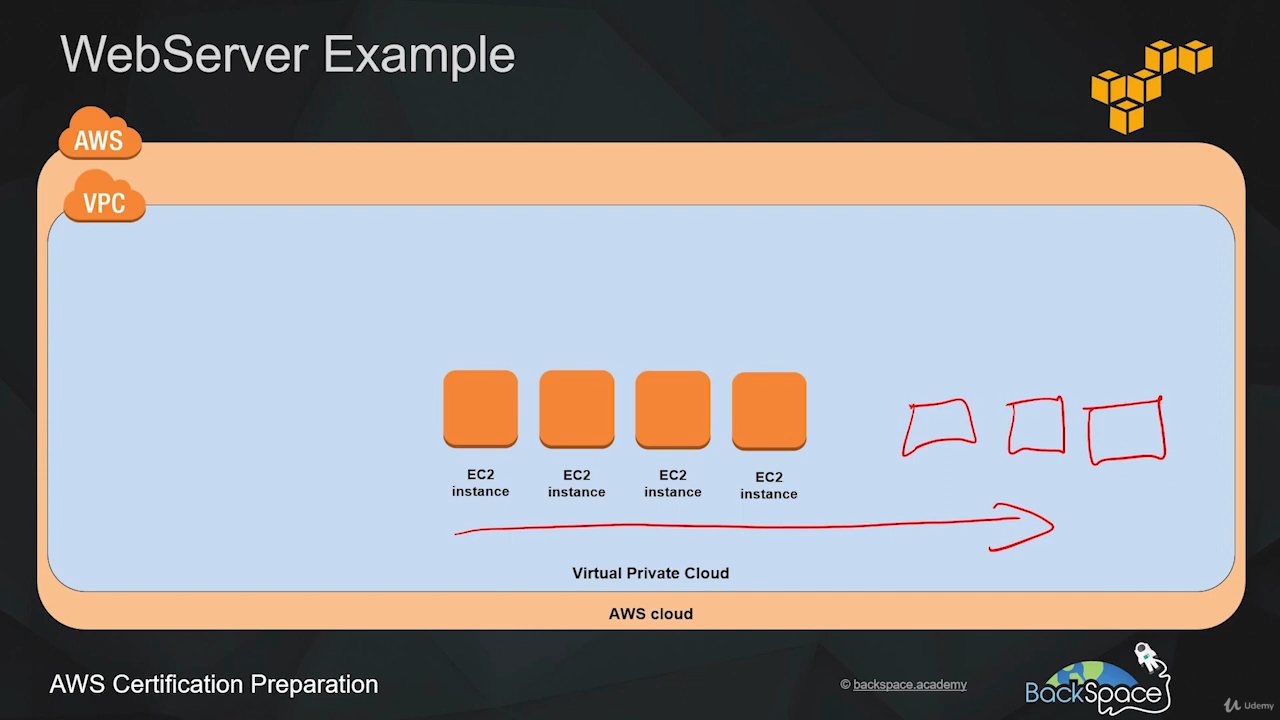 WebServer Example
AWS
VPC
EC2 instance
EC2 instance
EC2 instance
EC2 instance
Virtual Private Cloud
AWS cloud
AWS Certification Preparation
© backspace.academy
BackSpace
Udemy